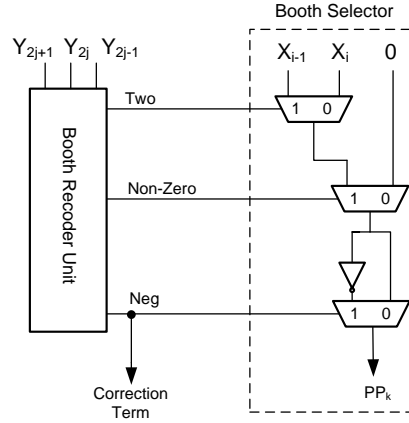 Booth Selector
Y2j+1 Y2j Y2j-1
Xi-1 Xi 0
Two
1 0
Booth Recoder Unit
Non-Zero
1 0
Neg
1 0
Correction
Term
PPk